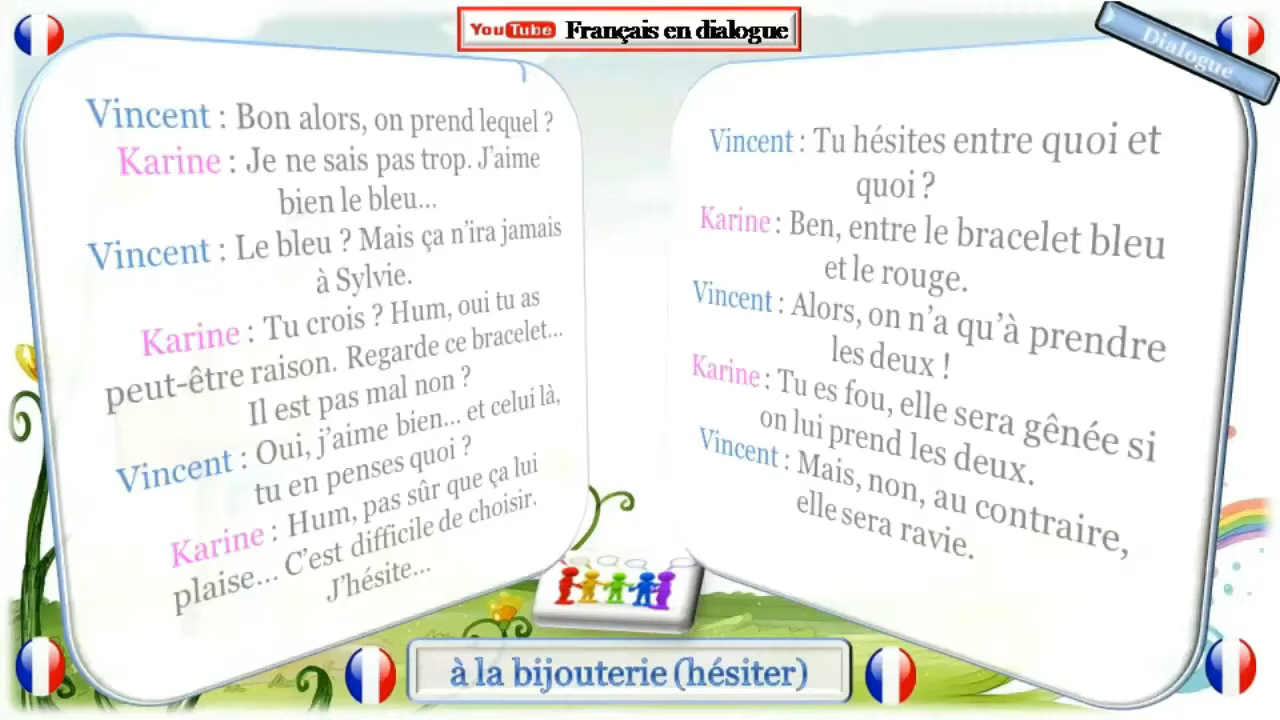 YouTube Français en dialogue
Dialogue
Vincent : Bon alors, on prend lequel ?
Karine : Je ne sais pas trop. J'aime
bien le bleu...
Vincent : Le bleu ? Mais ça n'ira jamais
à Sylvie.
Karine : Tu crois ? Hum, oui tu as
peut-être raison. Regarde ce bracelet...
Il est pas mal non ?
Vincent : Oui, j'aime bien... et celui là,
tu en penses quoi ?
Karine : Hum, pas sûr que ça lui
plaise... C'est difficile de choisir.
J'hésite...
Vincent : Tu hésites entre quoi et
quoi ?
Karine : Ben, entre le bracelet bleu
et le rouge.
Vincent : Alors, on n'a qu'à prendre
les deux !
Karine : Tu es fou, elle sera gênée si
on lui prend les deux.
Vincent : Mais, non, au contraire,
elle sera ravie.
à la bijouterie (hésiter)